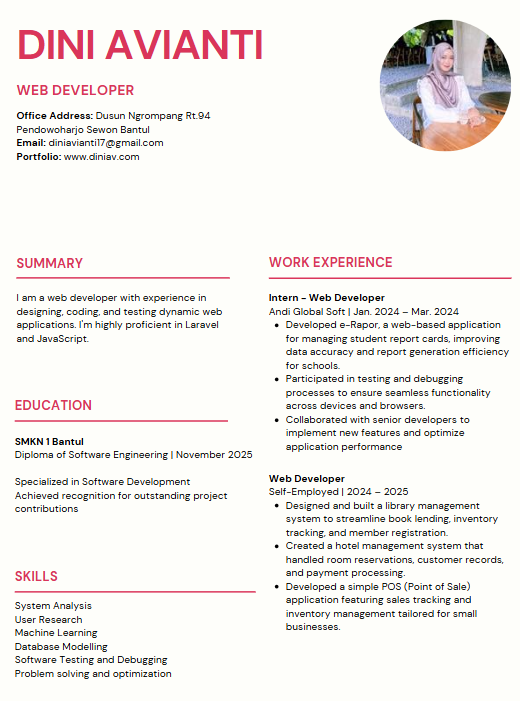 DINI AVIANTI
WEB DEVELOPER
Office Address: Dusun Ngrompang Rt.94
Pendowoharjo Sewon Bantul
Email: diniavianti17@gmail.com
Portfolio: www.diniav.com
SUMMARY
I am a web developer with experience in
designing, coding, and testing dynamic web
applications. I'm highly proficient in Laravel
and JavaScript.
EDUCATION
SMKN 1 Bantul
Diploma of Software Engineering | November 2025
Specialized in Software Development
Achieved recognition for outstanding project
contributions
SKILLS
System Analysis
User Research
Machine Learning
Database Modelling
Software Testing and Debugging
Problem solving and optimization
WORK EXPERIENCE
Intern - Web Developer
Andi Global Soft | Jan. 2024 – Mar. 2024
• Developed e-Rapor, a web-based application
for managing student report cards, improving
data accuracy and report generation efficiency
for schools.
• Participated in testing and debugging
processes to ensure seamless functionality
across devices and browsers.
• Collaborated with senior developers to
implement new features and optimize
application performance
Web Developer
Self-Employed | 2024 – 2025
• Designed and built a library management
system to streamline book lending, inventory
tracking, and member registration.
• Created a hotel management system that
handled room reservations, customer records,
and payment processing.
• Developed a simple POS (Point of Sale)
application featuring sales tracking and
inventory management tailored for small
businesses.